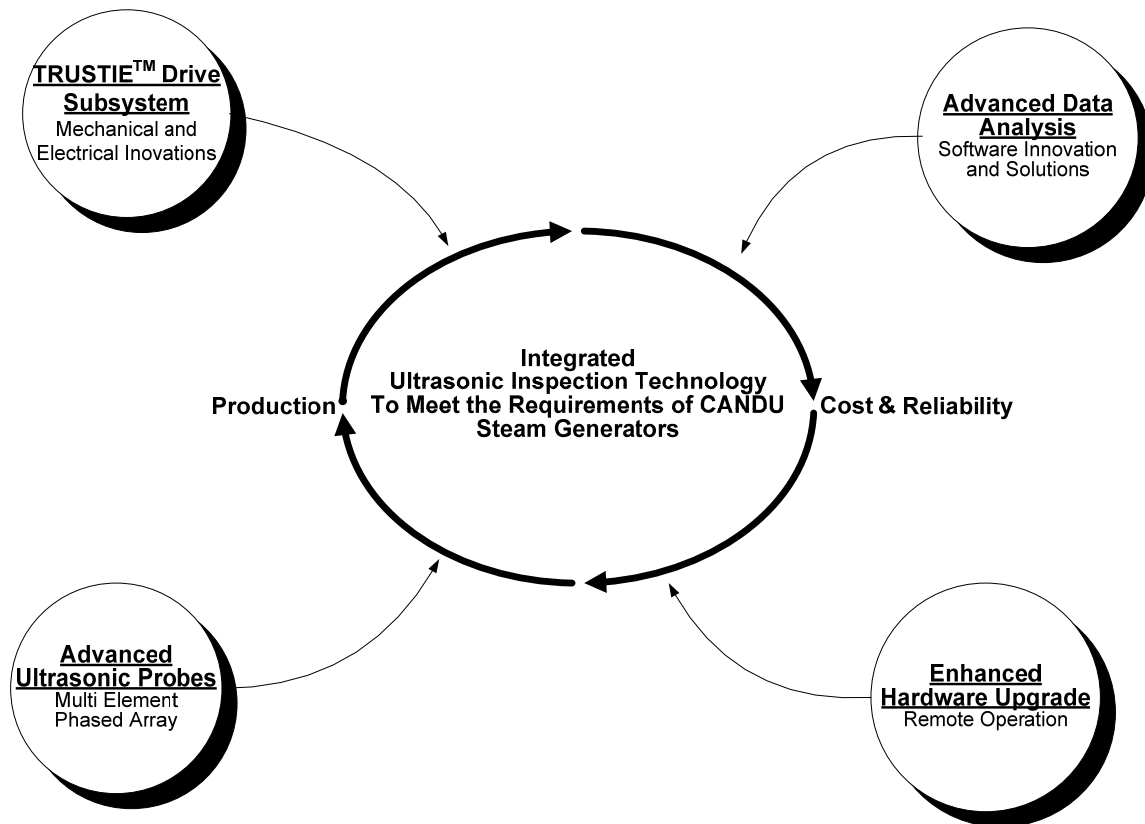 TRUSTIE™ Drive
Subsystem
Mechanical and
Electrical Inovations
Advanced Data
Analysis
Software Innovation
and Solutions
Integrated
Ultrasonic Inspection Technology
To Meet the Requirements of CANDU
Steam Generators
Production
Cost & Reliability
Advanced
Ultrasonic Probes
Multi Element
Phased Array
Enhanced
Hardware Upgrade
Remote Operation